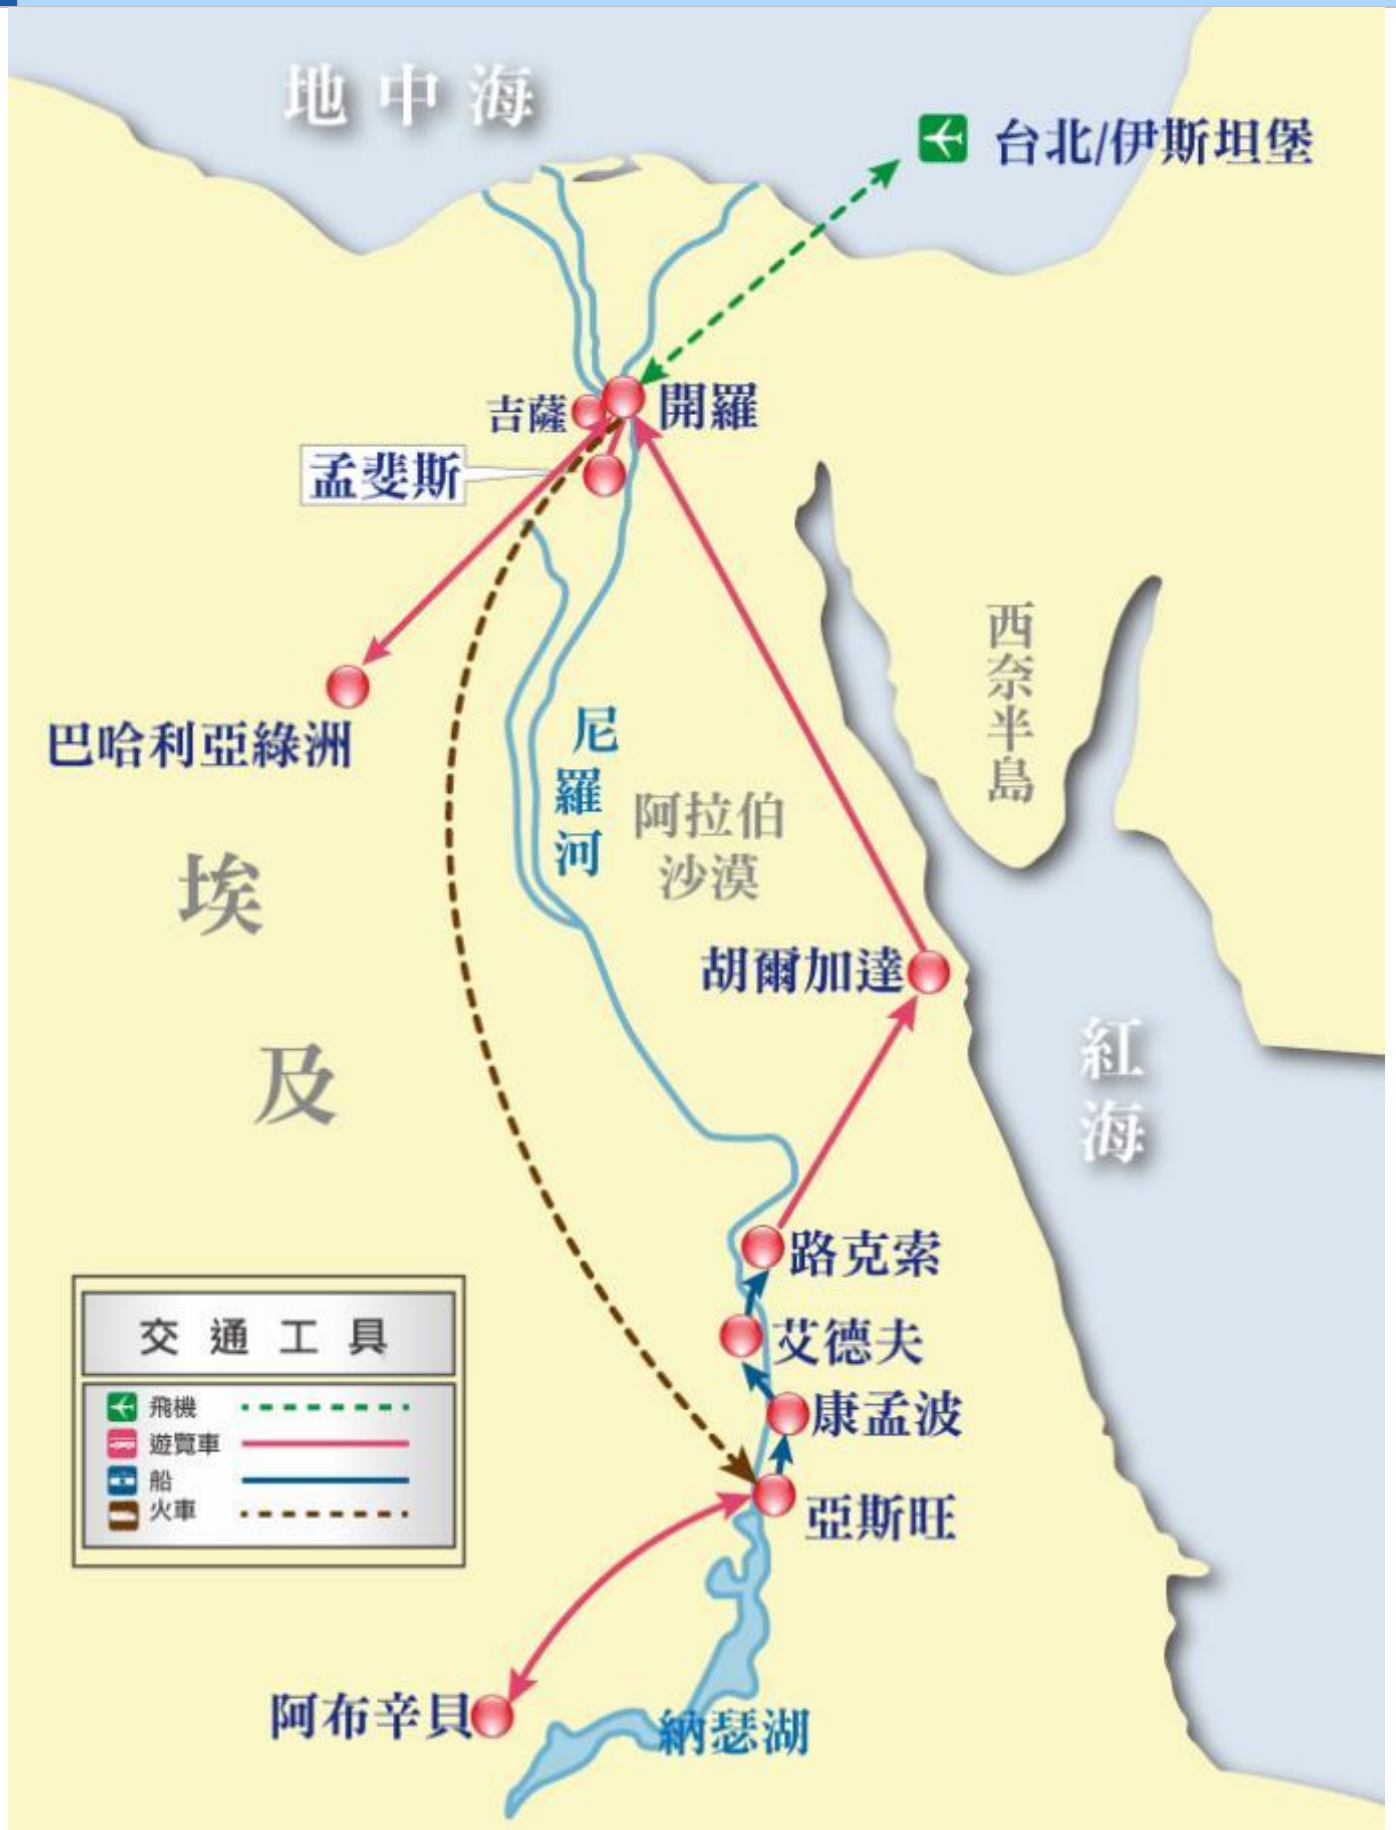 地中海
台北/伊斯坦堡
吉薩
開羅
孟斐斯
西奈半島
巴哈利亞綠洲
尼羅河
阿拉伯
沙漠
埃及
胡爾加達
紅海
路克索
艾德夫
康孟波
亞斯旺
交通工具
飛機
遊覽車
船
火車
阿布辛貝
納瑟湖